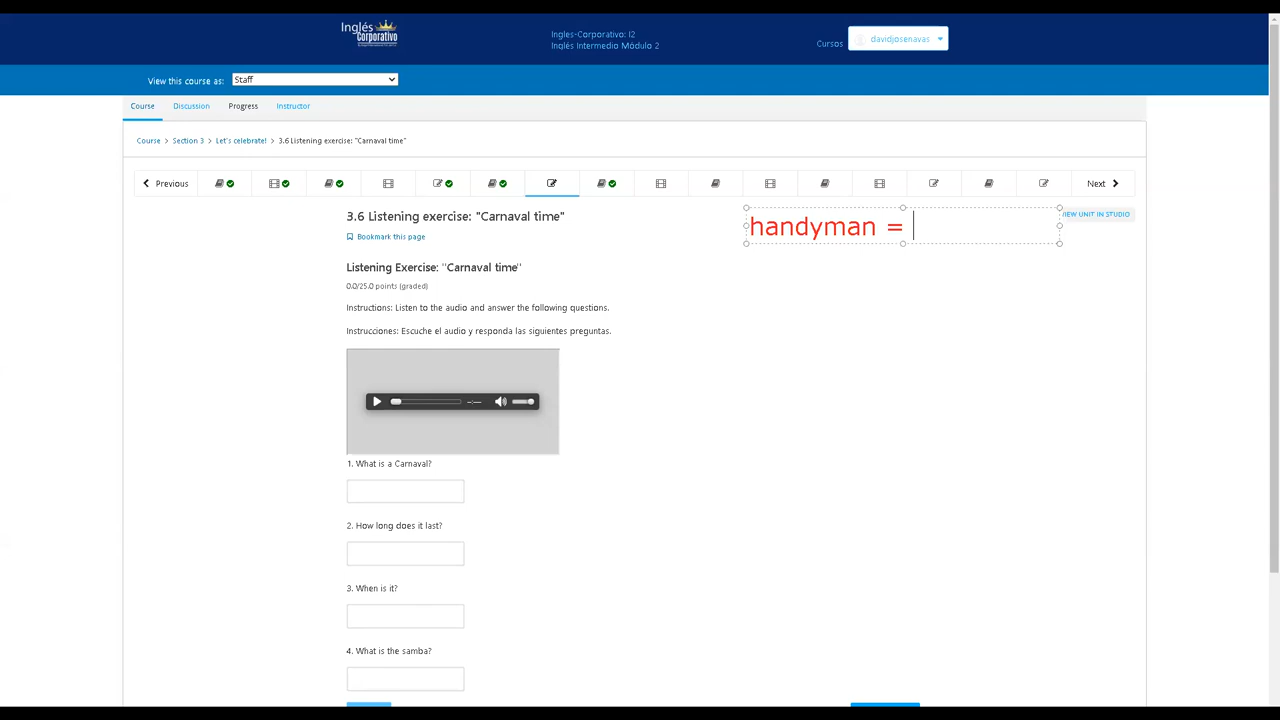 Inglés
Corporativo
Ingles-Corporativo: I2
Inglés Intermedio Módulo 2
Cursos
davidjosenavas
View this course as:
Staff
Course
Discussion
Progress
Instructor
Course > Section 3 > Let's celebrate! > 3.6 Listening exercise: "Carnaval time"
Previous
Next
3.6 Listening exercise: "Carnaval time"
handyman =
VIEW UNIT IN STUDIO
Bookmark this page
Listening Exercise: "Carnaval time"
0.0/25.0 points (graded)
Instructions: Listen to the audio and answer the following questions.
Instrucciones: Escuche el audio y responda las siguientes preguntas.
--:--
1. What is a Carnaval?
2. How long does it last?
3. When is it?
4. What is the samba?